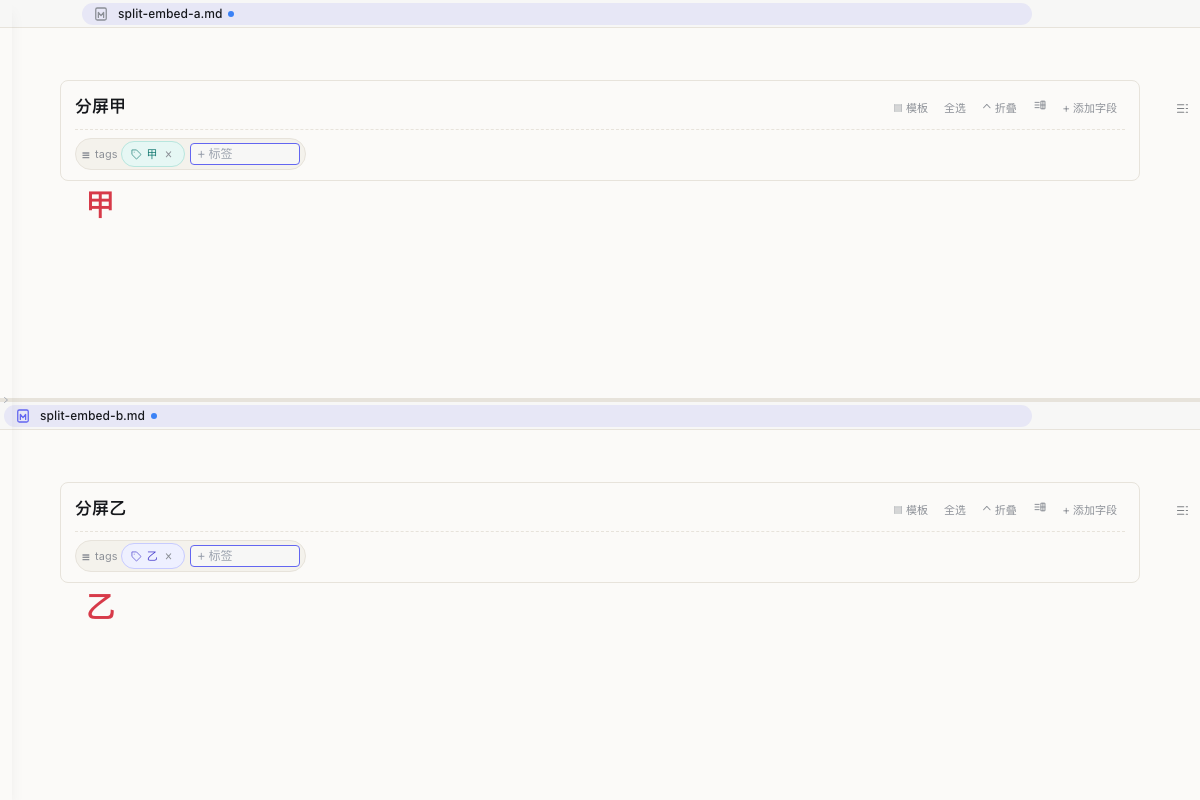 split-embed-a.md
分屏甲
模板 全选 折叠 + 添加字段
tags 甲 × + 标签
甲
split-embed-b.md
分屏乙
模板 全选 折叠 + 添加字段
tags 乙 × + 标签
乙